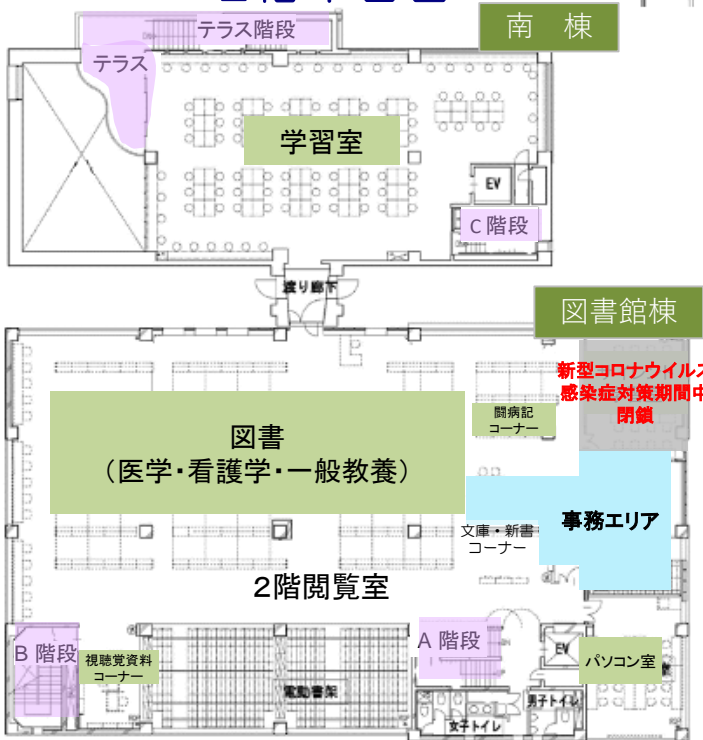 南 棟
テラス階段
テラス
学習室
EV
C 階段
渡り廊下
図書館棟
新型コロナウイルス
感染症対策期間中
閉鎖
闘病記
コーナー
図書
（医学・看護学・一般教養）
事務エリア
文庫・新書
コーナー
2階閲覧室
B 階段
視聴覚資料
コーナー
電動書架
A 階段
EV
パソコン室
女子トイレ
男子トイレ